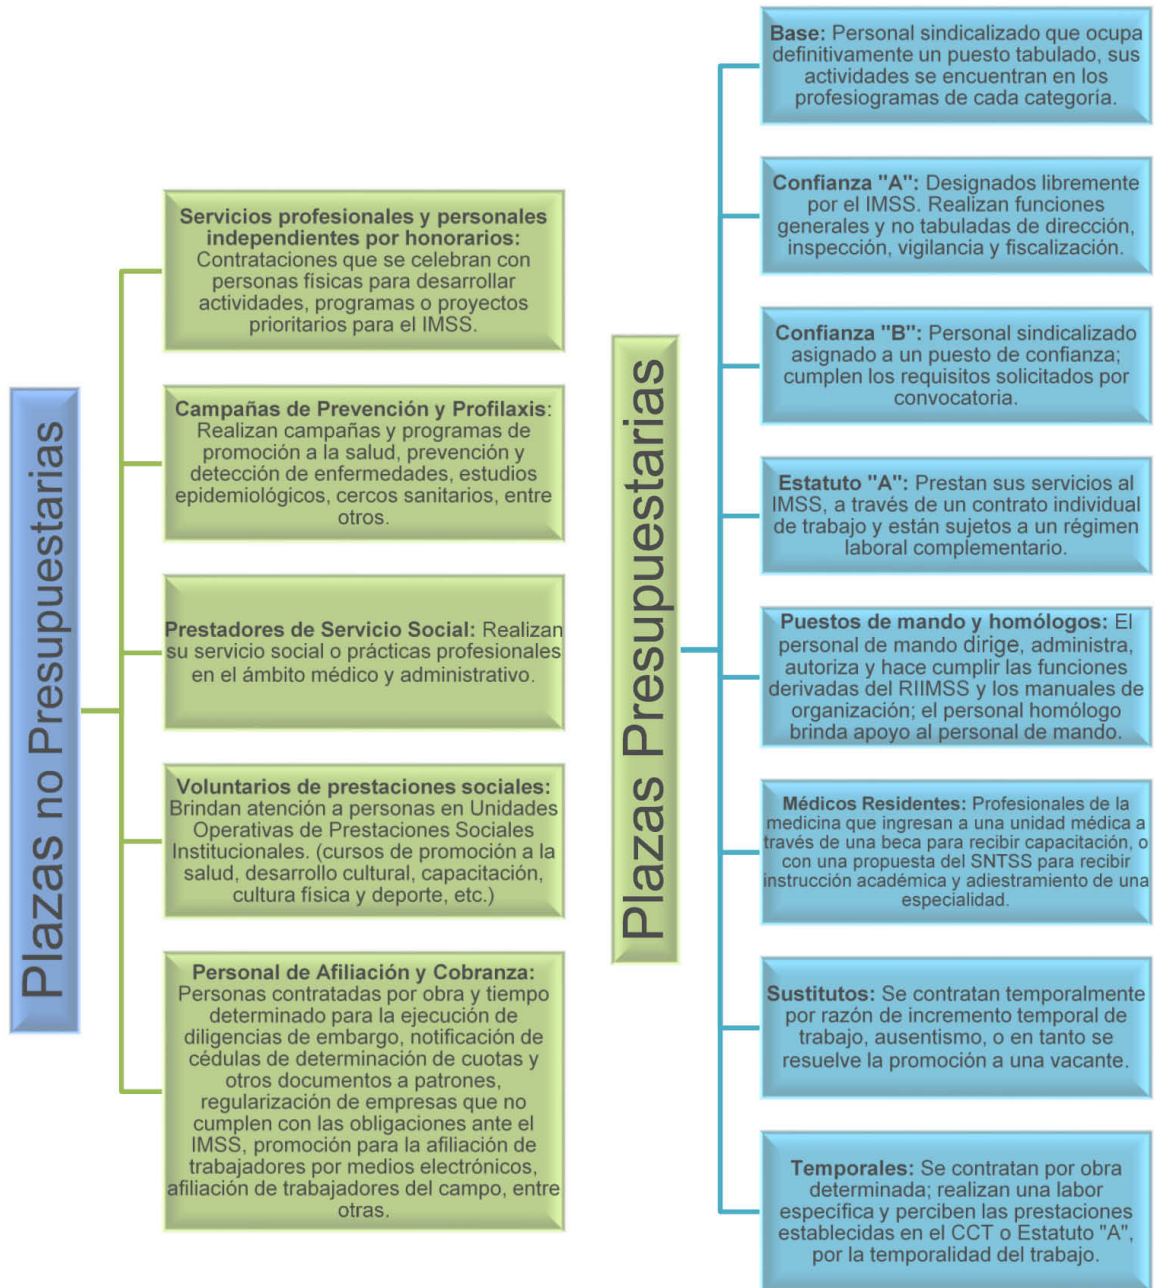 Plazas no Presupuestarias
Servicios profesionales y personales
independientes por honorarios:
Contrataciones que se celebran con
personas físicas para desarrollar
actividades, programas o proyectos
prioritarios para el IMSS.
Campañas de Prevención y Profilaxis:
Realizan campañas y programas de
promoción a la salud, prevención y
detección de enfermedades, estudios
epidemiológicos, cercos sanitarios, entre
otros.
Prestadores de Servicio Social: Realizan
su servicio social o prácticas profesionales
en el ámbito médico y administrativo.
Voluntarios de prestaciones sociales:
Brindan atención a personas en Unidades
Operativas de Prestaciones Sociales
Institucionales. (cursos de promoción a la
salud, desarrollo cultural, capacitación,
cultura física y deporte, etc.)
Personal de Afiliación y Cobranza:
Personas contratadas por obra y tiempo
determinado para la ejecución de
diligencias de embargo, notificación de
cédulas de determinación de cuotas y
otros documentos a patrones,
regularización de empresas que no
cumplen con las obligaciones ante el
IMSS, promoción para la afiliación de
trabajadores por medios electrónicos,
afiliación de trabajadores del campo, entre
otras.
Plazas Presupuestarias
Base: Personal sindicalizado que ocupa
definitivamente un puesto tabulado, sus
actividades se encuentran en los
profesiogramas de cada categoría.
Confianza "A": Designados libremente
por el IMSS. Realizan funciones
generales y no tabuladas de dirección,
inspección, vigilancia y fiscalización.
Confianza "B": Personal sindicalizado
asignado a un puesto de confianza;
cumplen los requisitos solicitados por
convocatoria.
Estatuto "A": Prestan sus servicios al
IMSS, a través de un contrato individual
de trabajo y están sujetos a un régimen
laboral complementario.
Puestos de mando y homólogos: El
personal de mando dirige, administra,
autoriza y hace cumplir las funciones
derivadas del RIIMSS y los manuales de
organización; el personal homólogo
brinda apoyo al personal de mando.
Médicos Residentes: Profesionales de la
medicina que ingresan a una unidad médica a
través de una beca para recibir capacitación, o
con una propuesta del SNTSS para recibir
instrucción académica y adiestramiento de una
especialidad.
Sustitutos: Se contratan temporalmente
por razón de incremento temporal de
trabajo, ausentismo, o en tanto se
resuelve la promoción a una vacante.
Temporales: Se contratan por obra
determinada; realizan una labor
específica y perciben las prestaciones
establecidas en el CCT o Estatuto "A",
por la temporalidad del trabajo.